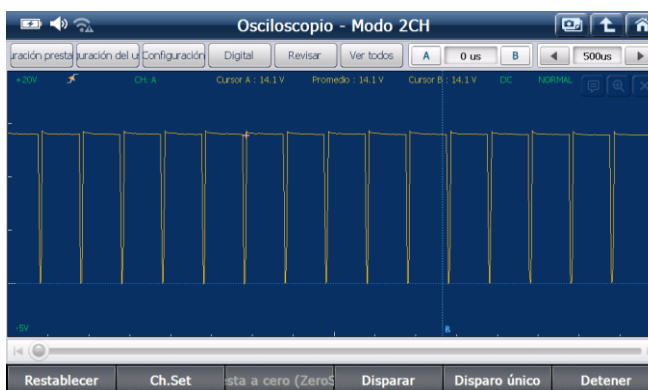 Osciloscopio - Modo 2CH
uración presta uración del u Configuración Digital Revisar Ver todos A 0 us B 500us
+20V CH. A Cursor A : 14.1 V Promedio : 14.1 V Cursor B : 14.1 V DC NORMAL
-5V B
Restablecer Ch.Set sta a cero (ZeroS Disparar Disparo único Detener